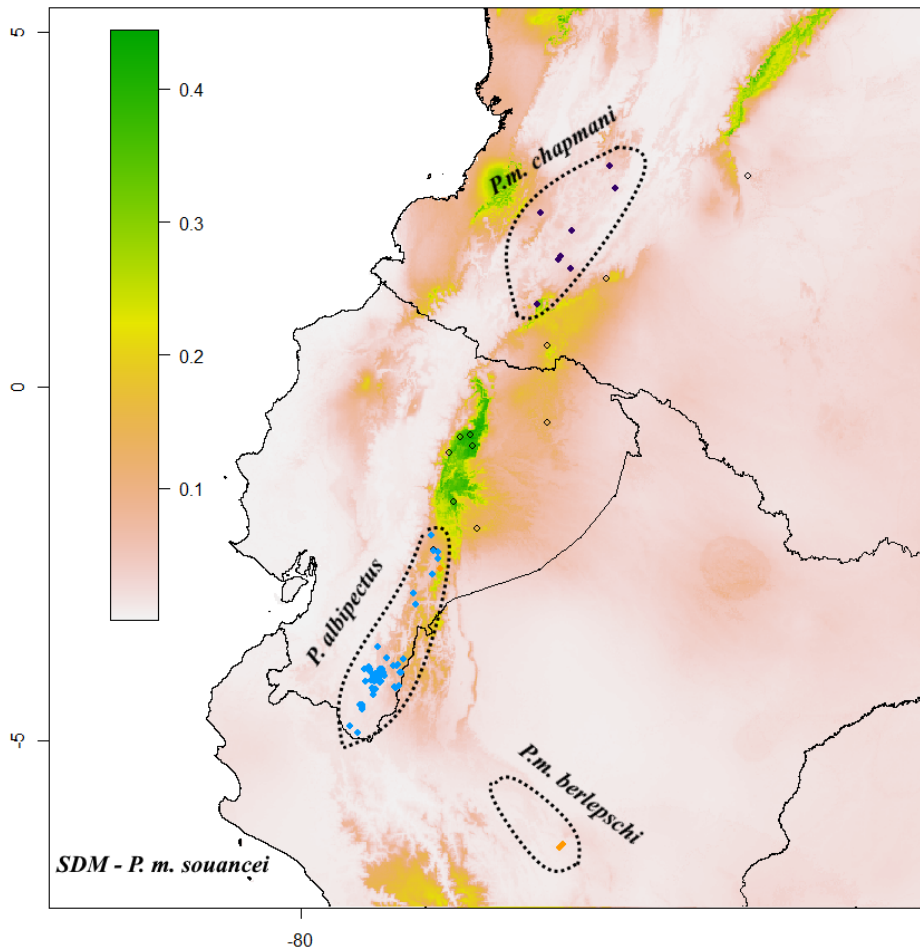 5
0.4
P.m. chapmani
0.3
0.2
0
0.1
P. albipectus
-5
P.m. berlepschi
SDM - P. m. souancei
-80